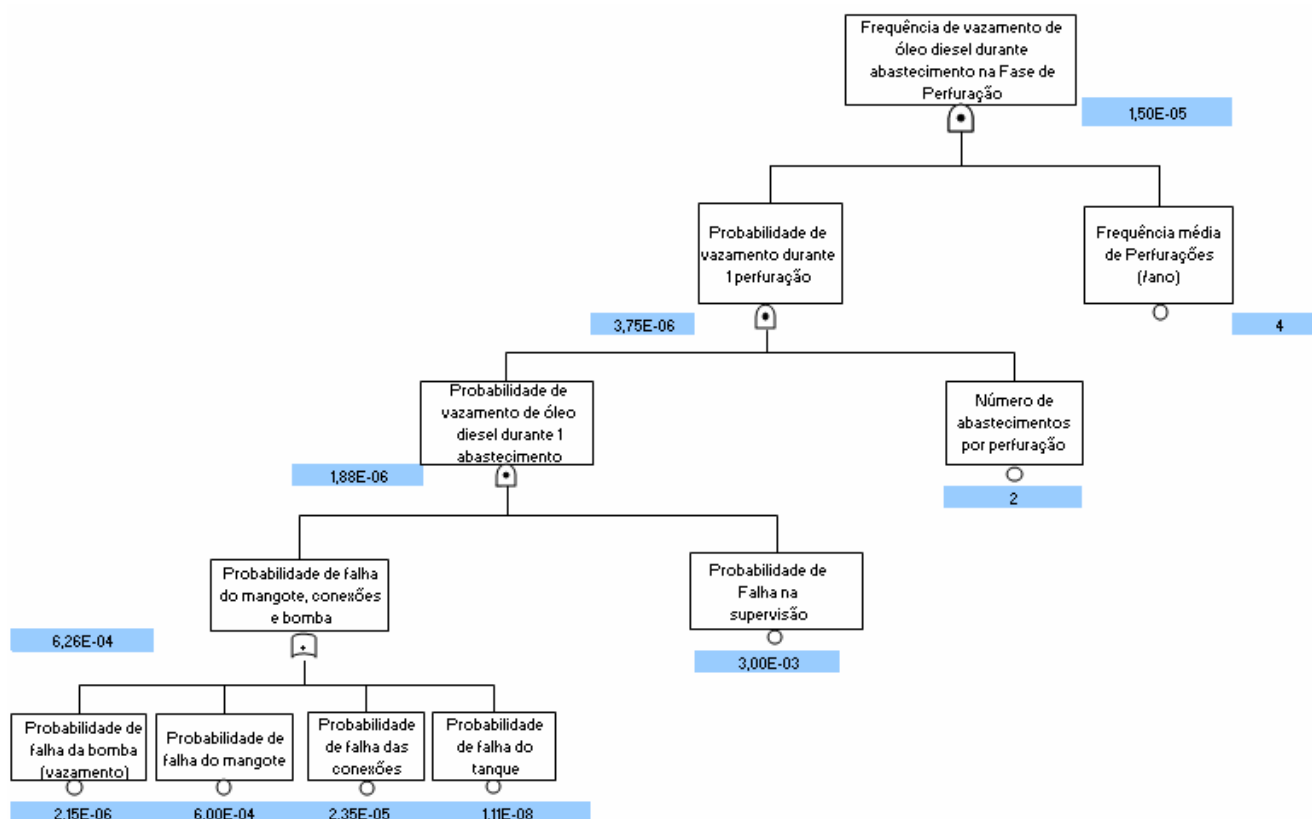 Frequência de vazamento de
óleo diesel durante
abastecimento na Fase de
Perfuração
1,50E-05
Probabilidade de
vazamento durante
1 perfuração
Frequência média
de Perfurações
(/ano)
3,75E-06
4
Probabilidade de
vazamento de óleo
diesel durante 1
abastecimento
Número de
abastecimentos
por perfuração
1,88E-06
2
Probabilidade de falha
do mangote, conexões
e bomba
Probabilidade de
Falha na
supervisão
6,26E-04
3,00E-03
Probabilidade de
falha da bomba
(vazamento)
Probabilidade de
falha do mangote
Probabilidade
de falha das
conexões
Probabilidade
de falha do
tanque
2,15E-06
6,00E-04
2,35E-05
1,11E-08